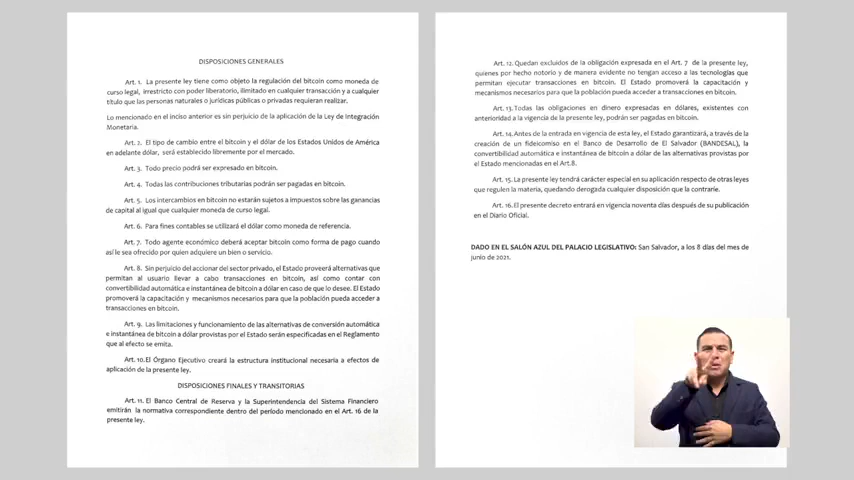 DISPOSICIONES GENERALES
Art. 1. La presente ley tiene como objeto la regulación del bitcoin como moneda de
curso legal, irrestricto con poder liberatorio, ilimitado en cualquier transacción y a cualquier
título que las personas naturales o jurídicas públicas o privadas requieran realizar.
Lo mencionado en el inciso anterior es sin perjuicio de la aplicación de la Ley de Integración
Monetaria.
Art. 2. El tipo de cambio entre el bitcoin y el dólar de los Estados Unidos de América
en adelante dólar, será establecido libremente por el mercado.
Art. 3. Todo precio podrá ser expresado en bitcoin.
Art. 4. Todas las contribuciones tributarias podrán ser pagadas en bitcoin.
Art. 5. Los intercambios en bitcoin no estarán sujetos a impuestos sobre las ganancias
de capital al igual que cualquier moneda de curso legal.
Art. 6. Para fines contables se utilizará el dólar como moneda de referencia.
Art. 7. Todo agente económico deberá aceptar bitcoin como forma de pago cuando
así le sea ofrecido por quien adquiere un bien o servicio.
Art. 8. Sin perjuicio del accionar del sector privado, el Estado proveerá alternativas que
permitan al usuario llevar a cabo transacciones en bitcoin, así como contar con
convertibilidad automática e instantánea de bitcoin a dólar en caso de que lo desee. El Estado
promoverá la capacitación y mecanismos necesarios para que la población pueda acceder a
transacciones en bitcoin.
Art. 9. Las limitaciones y funcionamiento de las alternativas de conversión automática
e instantánea de bitcoin a dólar provistas por el Estado serán especificadas en el Reglamento
que al efecto se emita.
Art. 10.El Órgano Ejecutivo creará la estructura institucional necesaria a efectos de
aplicación de la presente ley.
DISPOSICIONES FINALES Y TRANSITORIAS
Art. 11. El Banco Central de Reserva y la Superintendencia del Sistema Financiero
emitirán la normativa correspondiente dentro del período mencionado en el Art. 16 de la
presente ley.
Art. 12. Quedan excluidos de la obligación expresada en el Art. 7 de la presente ley,
quienes por hecho notorio y de manera evidente no tengan acceso a las tecnologías que
permitan ejecutar transacciones en bitcoin. El Estado promoverá la capacitación y
mecanismos necesarios para que la población pueda acceder a transacciones en bitcoin.
Art. 13.Todas las obligaciones en dinero expresadas en dólares, existentes con
anterioridad a la vigencia de la presente ley, podrán ser pagadas en bitcoin.
Art. 14.Antes de la entrada en vigencia de esta ley, el Estado garantizará, a través de la
creación de un fideicomiso en el Banco de Desarrollo de El Salvador (BANDESAL), la
convertibilidad automática e instantánea de bitcoin a dólar de las alternativas provistas por
el Estado mencionadas en el Art.8.
Art. 15. La presente ley tendrá carácter especial en su aplicación respecto de otras leyes
que regulen la materia, quedando derogada cualquier disposición que la contraríe.
Art. 16.El presente decreto entrará en vigencia noventa días después de su publicación
en el Diario Oficial.
DADO EN EL SALÓN AZUL DEL PALACIO LEGISLATIVO: San Salvador, a los 8 días del mes de
junio de 2021.